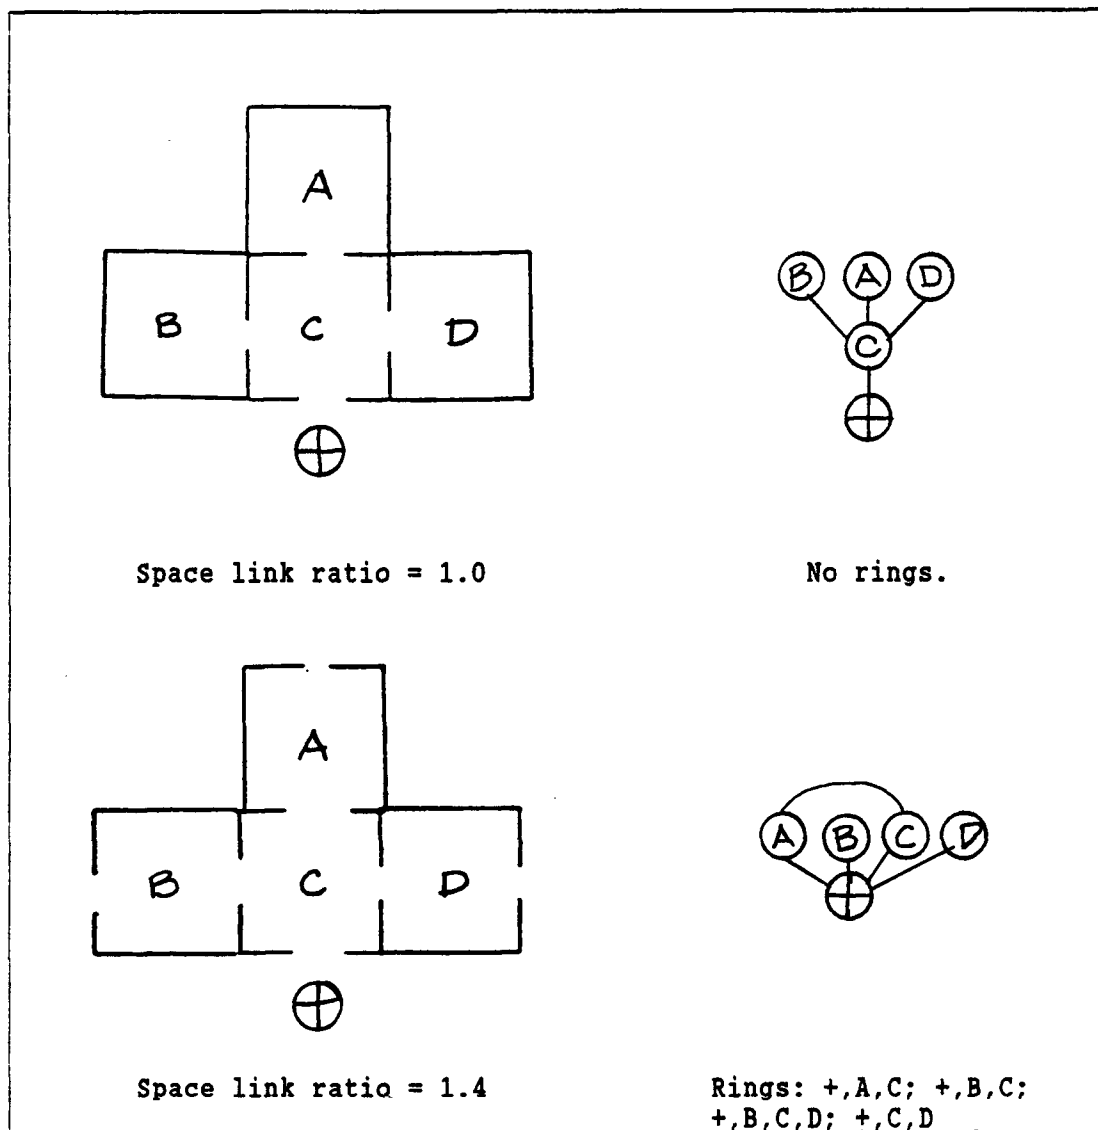 A
B C D
B A D
C
Space link ratio = 1.0
No rings.
A
B C D
A B C D
Space link ratio = 1.4
Rings: +,A,C; +,B,C;
+,B,C,D; +,C,D